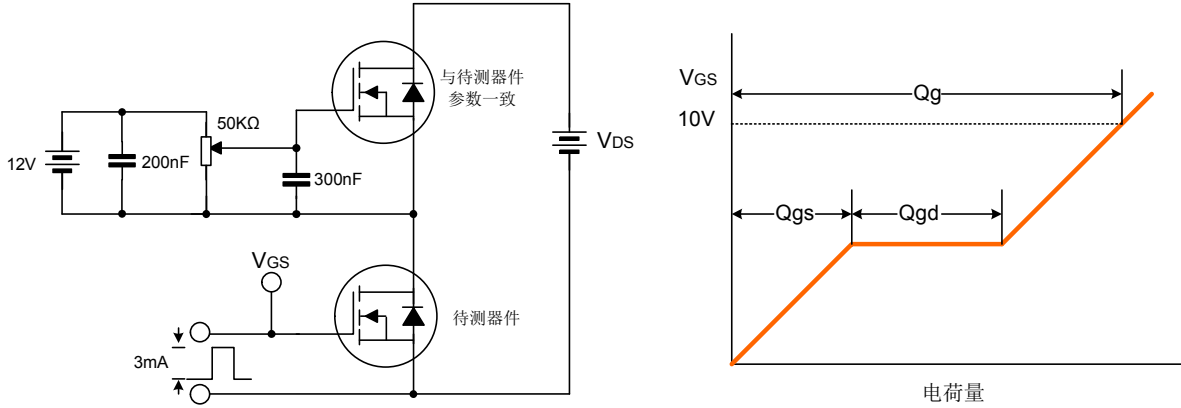 与待测器件
参数一致
50KΩ
12V
200nF
300nF
VDS
VGS
待测器件
3mA
VGS
10V
Qg
Qgs
Qgd
电荷量